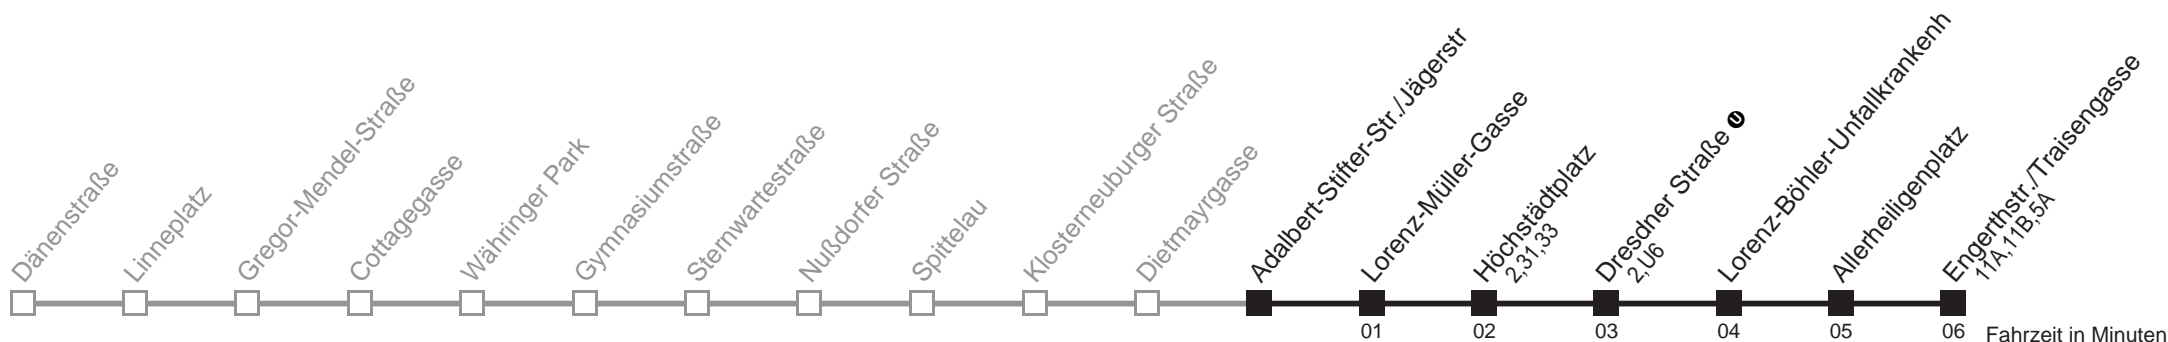 Dänenstraße
Linneplatz
Gregor-Mendel-Straße
Cottagegasse
Währinger Park
Gymnasiumstraße
Sternwartestraße
Nußdorfer Straße
Spittelau
Klosterneuburger Straße
Dietmayrgasse
Adalbert-Stifter-Str./Jägerstr
Lorenz-Müller-Gasse
Höchstädtplatz
2,31,33
Dresdner Straße U
2,U6
Lorenz-Böhler-Unfallkrankenh
Allerheiligenplatz
Engerthstr./Traisengasse
11A,11B,5A
01 02 03 04 05 06 Fahrzeit in Minuten